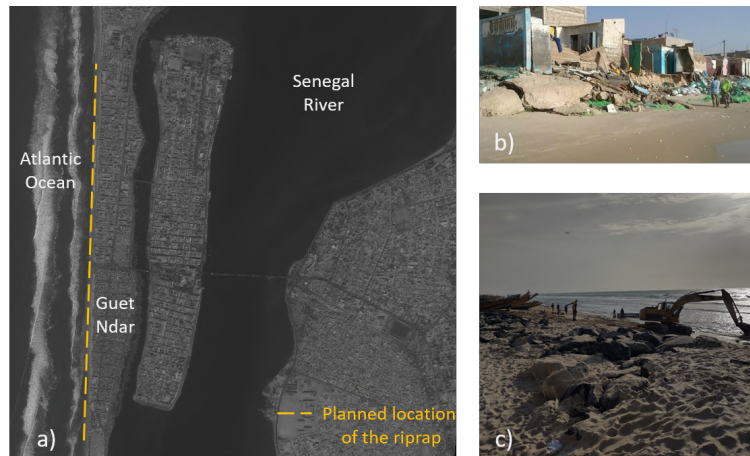 Atlantic
Ocean
Senegal
River
Guet
Ndar
Planned location
of the riprap
a)
b)
c)